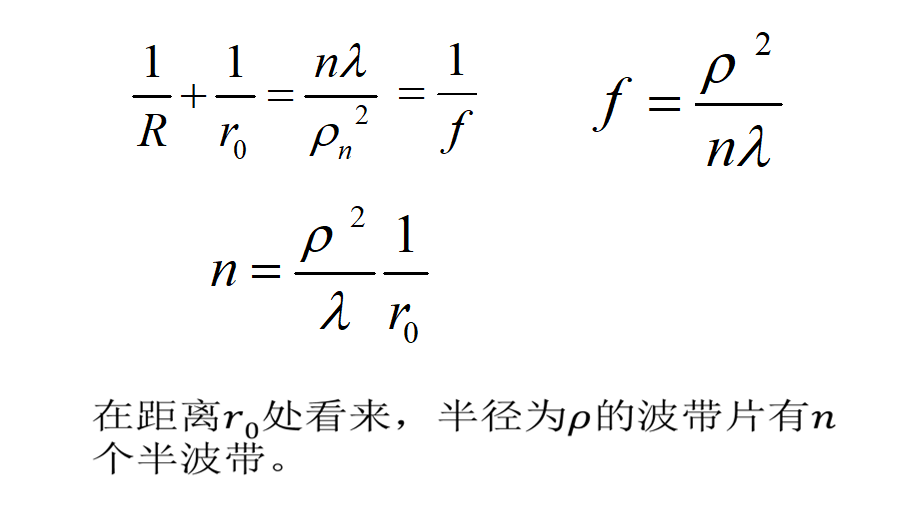 1/R + 1/r₀ = nλ/ρₙ² = 1/f    f = ρ²/nλ
n = ρ²/λ 1/r₀
在距离r₀处看来，半径为ρ的波带片有n
个半波带。